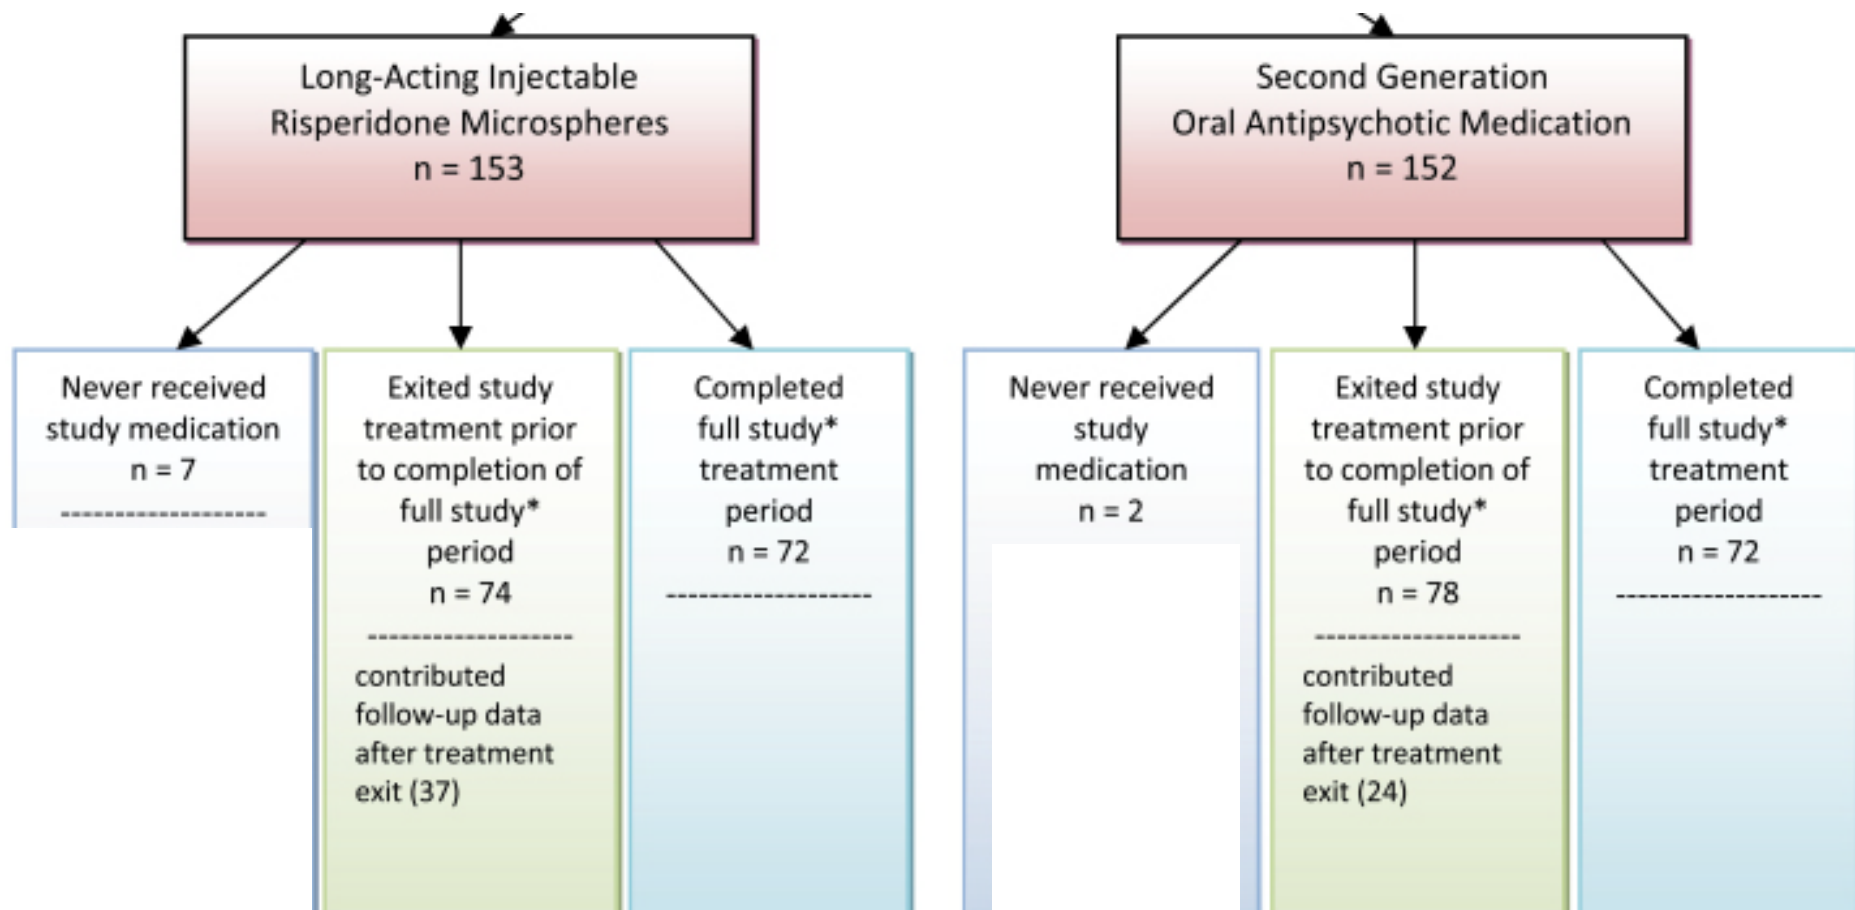 Long-Acting Injectable
Risperidone Microspheres
n = 153
Second Generation
Oral Antipsychotic Medication
n = 152
Never received
study medication
n = 7
-------------------
Exited study
treatment prior
to completion of
full study*
period
n = 74
-------------------
contributed
follow-up data
after treatment
exit (37)
Completed
full study*
treatment
period
n = 72
-------------------
Never received
study
medication
n = 2
Exited study
treatment prior
to completion of
full study*
period
n = 78
-------------------
contributed
follow-up data
after treatment
exit (24)
Completed
full study*
treatment
period
n = 72
-------------------